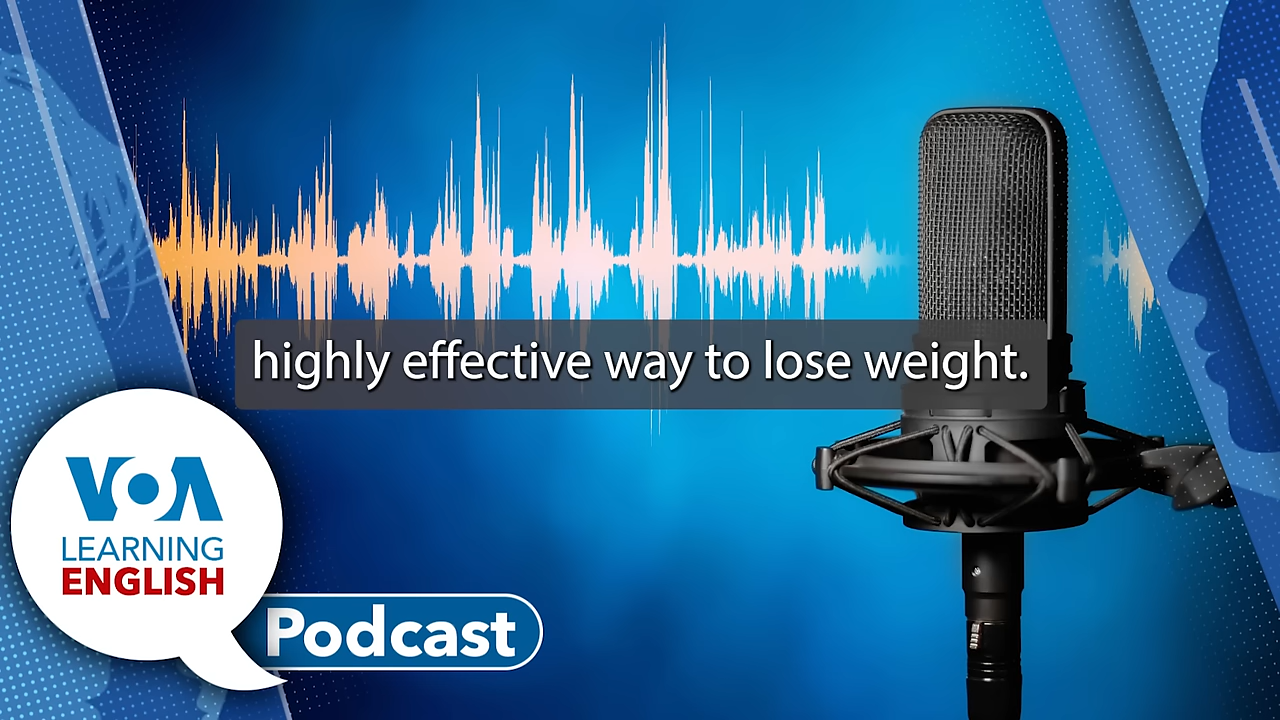 highly effective way to lose weight.
VOA
LEARNING
ENGLISH
Podcast